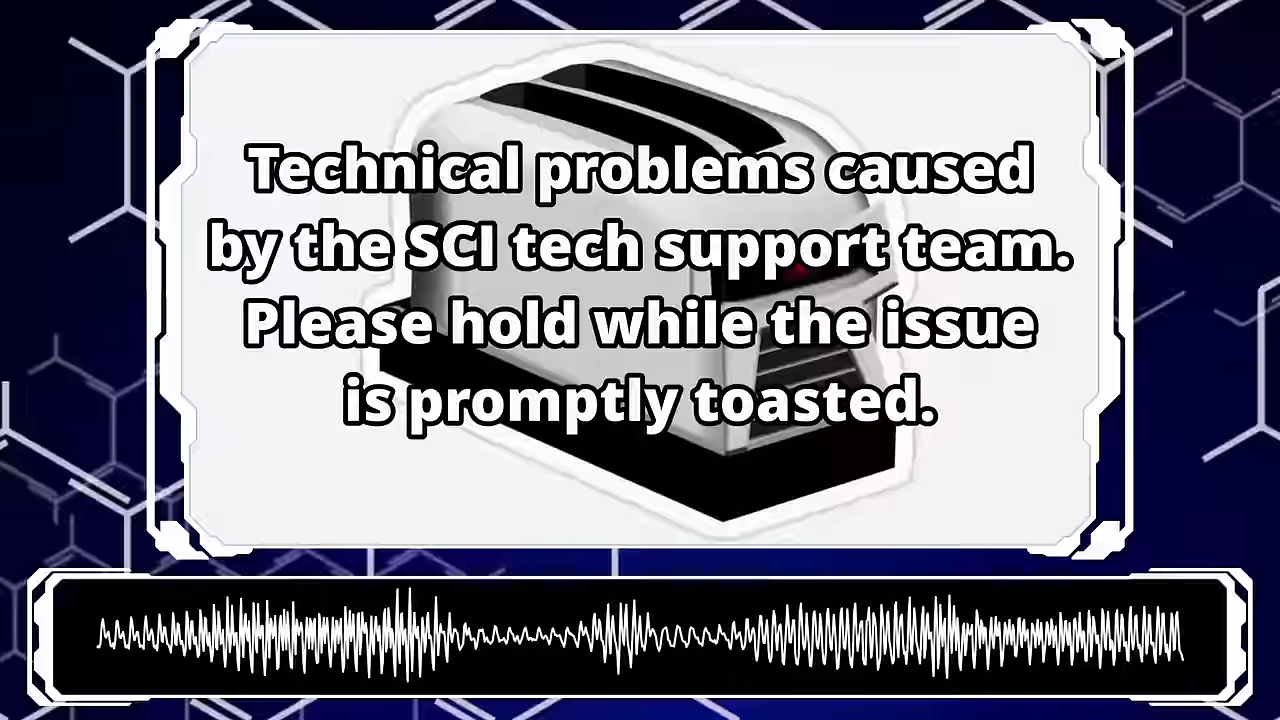 Technical problems caused
by the SCI tech support team.
Please hold while the issue
is promptly toasted.